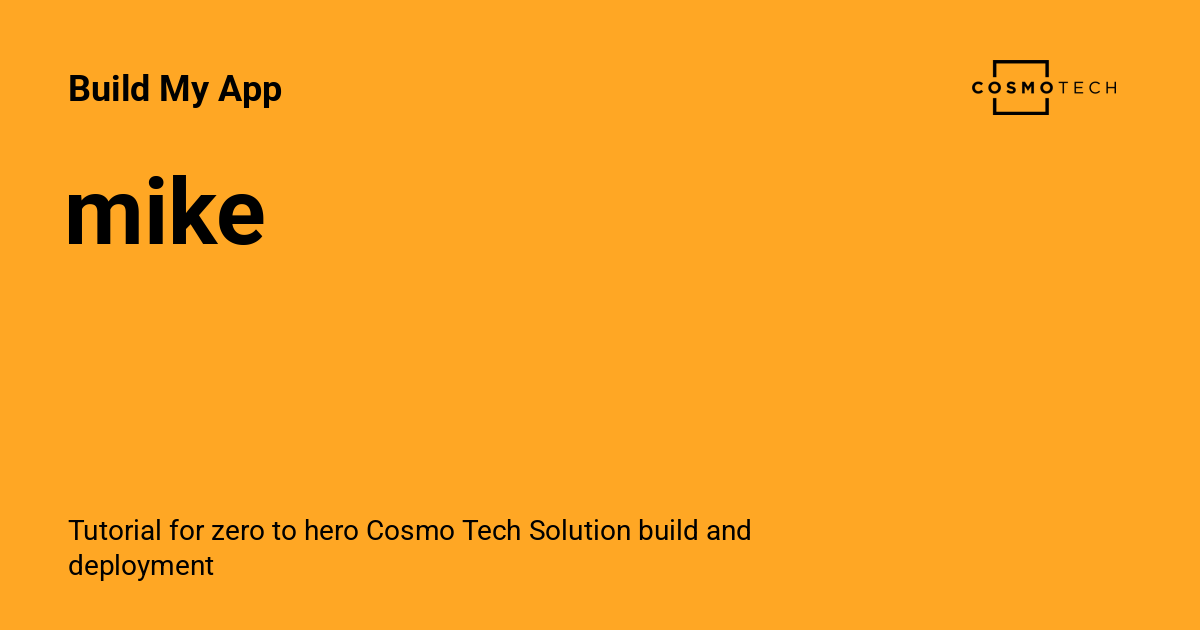 Build My App
COSMOTECH
mike
Tutorial for zero to hero Cosmo Tech Solution build and
deployment